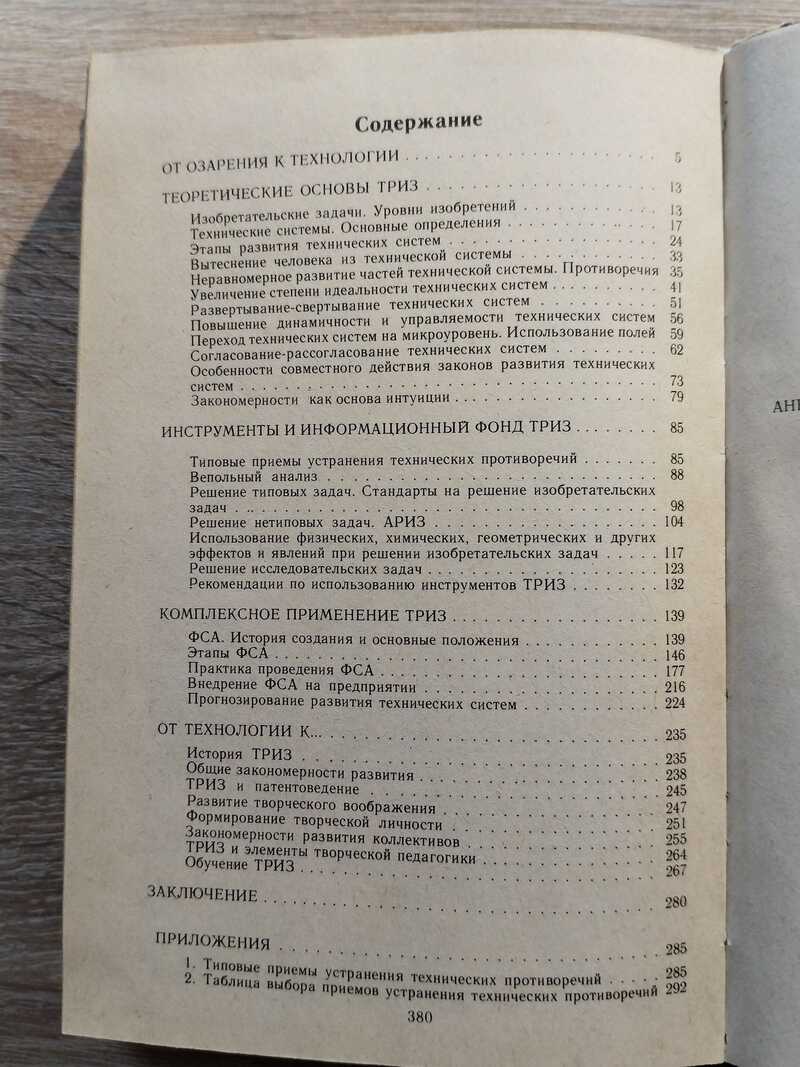 Содержание
ОТ ОЗАРЕНИЯ К ТЕХНОЛОГИИ . . . . . . . . . . . . . . . . . . . 5
ТЕОРЕТИЧЕСКИЕ ОСНОВЫ ТРИЗ . . . . . . . . . . . . . . . . . 13
Изобретательские задачи. Уровни изобретений . . . . . . . . . . 13
Технические системы. Основные определения . . . . . . . . . . . 17
Этапы развития технических систем . . . . . . . . . . . . . . . 24
Вытеснение человека из технической системы . . . . . . . . . . 33
Неравномерное развитие частей технической системы. Противоречия 35
Увеличение степени идеальности технических систем . . . . . . . 41
Развертывание-свертывание технических систем . . . . . . . . . 51
Повышение динамичности и управляемости технических систем 56
Переход технических систем на микроуровень. Использование полей 59
Согласование-рассогласование технических систем . . . . . . . . 62
Особенности совместного действия законов развития технических
систем . . . . . . . . . . . . . . . . . . . . . . . . . . . . 73
Закономерности как основа интуиции . . . . . . . . . . . . . . 79
ИНСТРУМЕНТЫ И ИНФОРМАЦИОННЫЙ ФОНД ТРИЗ . . . . . . . . 85
Типовые приемы устранения технических противоречий . . . . . . . 85
Вепольный анализ . . . . . . . . . . . . . . . . . . . . . . . 88
Решение типовых задач. Стандарты на решение изобретательских
задач . . . . . . . . . . . . . . . . . . . . . . . . . . . . 98
Решение нетиповых задач. АРИЗ . . . . . . . . . . . . . . . . 104
Использование физических, химических, геометрических и других
эффектов и явлений при решении изобретательских задач . . . . . 117
Решение исследовательских задач . . . . . . . . . . . . . . . . 123
Рекомендации по использованию инструментов ТРИЗ . . . . . . . . 132
КОМПЛЕКСНОЕ ПРИМЕНЕНИЕ ТРИЗ . . . . . . . . . . . . . . . . 139
ФСА. История создания и основные положения . . . . . . . . . . 139
Этапы ФСА . . . . . . . . . . . . . . . . . . . . . . . . . . 146
Практика проведения ФСА . . . . . . . . . . . . . . . . . . . 177
Внедрение ФСА на предприятии . . . . . . . . . . . . . . . . . 216
Прогнозирование развития технических систем . . . . . . . . . . 224
ОТ ТЕХНОЛОГИИ К... . . . . . . . . . . . . . . . . . . . . . . 235
История ТРИЗ . . . . . . . . . . . . . . . . . . . . . . . . . 235
Общие закономерности развития . . . . . . . . . . . . . . . . . 238
ТРИЗ и патентоведение . . . . . . . . . . . . . . . . . . . . 245
Развитие творческого воображения . . . . . . . . . . . . . . . 247
Формирование творческой личности . . . . . . . . . . . . . . . 251
Закономерности развития коллективов . . . . . . . . . . . . . . 255
ТРИЗ и элементы творческой педагогики . . . . . . . . . . . . . 264
Обучение ТРИЗ . . . . . . . . . . . . . . . . . . . . . . . . 267
ЗАКЛЮЧЕНИЕ . . . . . . . . . . . . . . . . . . . . . . . . . . 280
ПРИЛОЖЕНИЯ . . . . . . . . . . . . . . . . . . . . . . . . . . 285
1. Типовые приемы устранения технических противоречий . . . . . 285
2. Таблица выбора приемов устранения технических противоречий 292
380